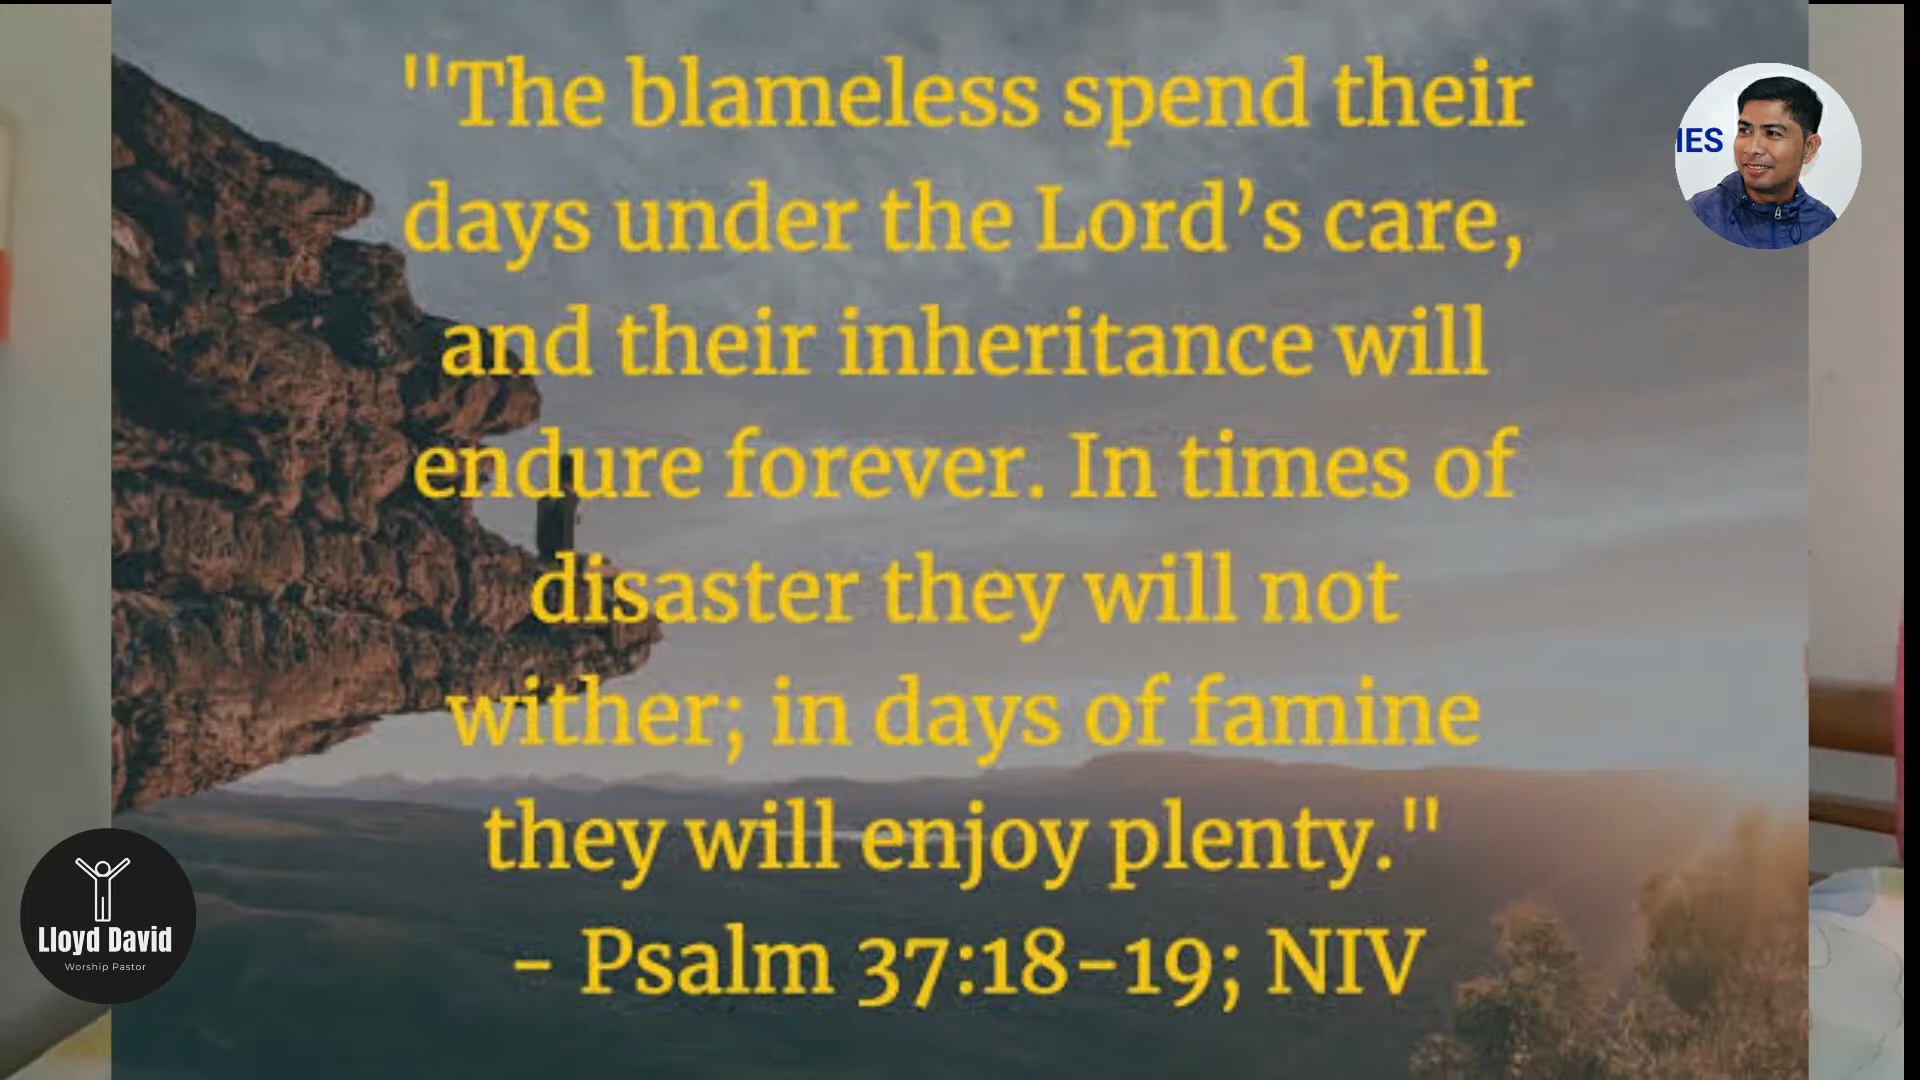 "The blameless spend their
days under the Lord’s care,
and their inheritance will
endure forever. In times of
disaster they will not
wither; in days of famine
they will enjoy plenty."
- Psalm 37:18-19; NIV
IES
Lloyd David
Worship Pastor